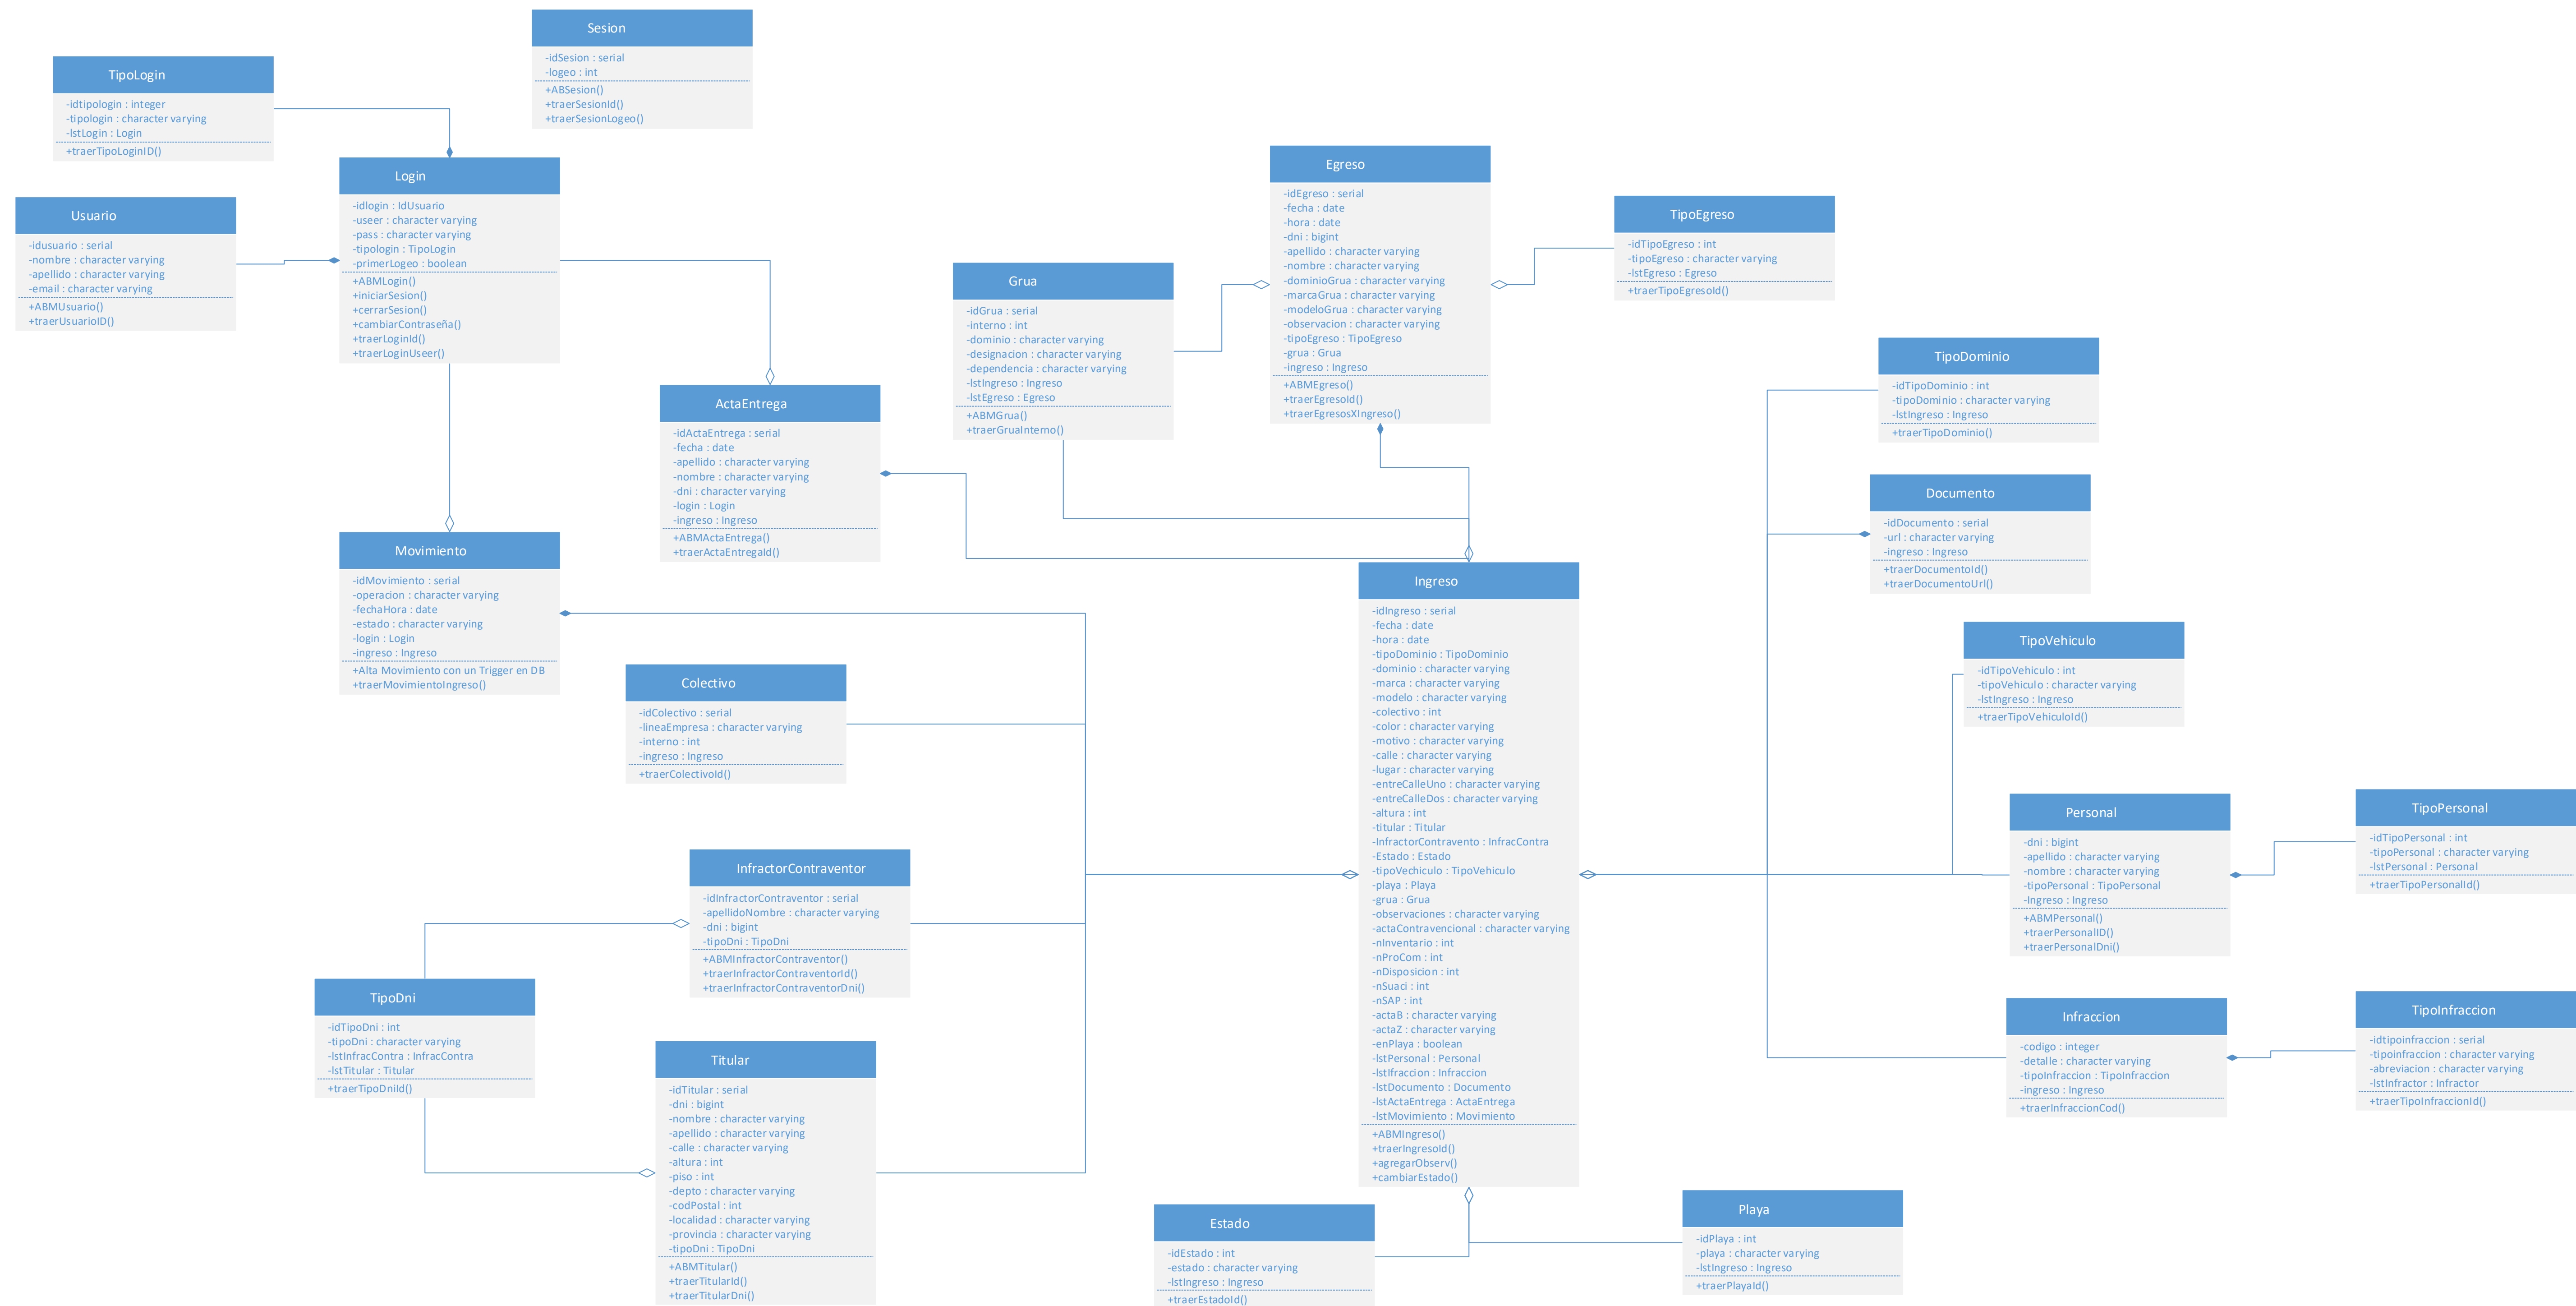 Sesion
-idSesion : serial
-logeo : int
+ABSesion()
+traerSesionId()
+traerSesionLogeo()
TipoLogin
-idtipologin : integer
-tipologin : character varying
-lstLogin : Login
+traerTipoLoginID()
Login
-idlogin : IdUsuario
-useer : character varying
-pass : character varying
-tipologin : TipoLogin
-primerLogeo : boolean
+ABMLogin()
+iniciarSesion()
+cerrarSesion()
+cambiarContraseña()
+traerLoginId()
+traerLoginUseer()
Usuario
-idusuario : serial
-nombre : character varying
-apellido : character varying
-email : character varying
+ABMUsuario()
+traerUsuarioID()
Egreso
-idEgreso : serial
-fecha : date
-hora : date
-dni : bigint
-apellido : character varying
-nombre : character varying
-dominioGrua : character varying
-marcaGrua : character varying
-modeloGrua : character varying
-observacion : character varying
-tipoEgreso : TipoEgreso
-grua : Grua
-ingreso : Ingreso
+ABMEgreso()
+traerEgresoId()
+traerEgresosXIngreso()
TipoEgreso
-idTipoEgreso : int
-tipoEgreso : character varying
-lstEgreso : Egreso
+traerTipoEgresoId()
Grua
-idGrua : serial
-interno : int
-dominio : character varying
-designacion : character varying
-dependencia : character varying
-lstIngreso : Ingreso
-lstEgreso : Egreso
+ABMGrua()
+traerGruaInterno()
TipoDominio
-idTipoDominio : int
-tipoDominio : character varying
-lstIngreso : Ingreso
+traerTipoDominio()
ActaEntrega
-idActaEntrega : serial
-fecha : date
-apellido : character varying
-nombre : character varying
-dni : character varying
-login : Login
-ingreso : Ingreso
+ABMActaEntrega()
+traerActaEntregaId()
Documento
-idDocumento : serial
-url : character varying
-ingreso : Ingreso
+traerDocumentoId()
+traerDocumentoUrl()
Movimiento
-idMovimiento : serial
-operacion : character varying
-fechaHora : date
-estado : character varying
-login : Login
-ingreso : Ingreso
+Alta Movimiento con un Trigger en DB
+traerMovimientoIngreso()
Ingreso
-idIngreso : serial
-fecha : date
-hora : date
-tipoDominio : TipoDominio
-dominio : character varying
-marca : character varying
-modelo : character varying
-colectivo : int
-color : character varying
-motivo : character varying
-calle : character varying
-lugar : character varying
-entreCalleUno : character varying
-entreCalleDos : character varying
-altura : int
-titular : Titular
-InfractorContravento : InfracContra
-Estado : Estado
-tipoVechiculo : TipoVehiculo
-playa : Playa
-grua : Grua
-observaciones : character varying
-actaContravencional : character varying
-nInventario : int
-nProCom : int
-nDisposicion : int
-nSuaci : int
-nSAP : int
-actaB : character varying
-actaZ : character varying
-enPlaya : boolean
-lstPersonal : Personal
-lstIfraccion : Infraccion
-lstDocumento : Documento
-lstActaEntrega : ActaEntrega
-lstMovimiento : Movimiento
+ABMIngreso()
+traerIngresoId()
+agregarObserv()
+cambiarEstado()
TipoVehiculo
-idTipoVehiculo : int
-tipoVehiculo : character varying
-lstIngreso : Ingreso
+traerTipoVehiculoId()
Colectivo
-idColectivo : serial
-lineaEmpresa : character varying
-interno : int
-ingreso : Ingreso
+traerColectivoId()
Personal
-dni : bigint
-apellido : character varying
-nombre : character varying
-tipoPersonal : TipoPersonal
-Ingreso : Ingreso
+ABMPersonal()
+traerPersonalID()
+traerPersonalDni()
TipoPersonal
-idTipoPersonal : int
-tipoPersonal : character varying
-lstPersonal : Personal
+traerTipoPersonalId()
InfractorContraventor
-idInfractorContraventor : serial
-apellidoNombre : character varying
-dni : bigint
-tipoDni : TipoDni
+ABMInfractorContraventor()
+traerInfractorContraventorId()
+traerInfractorContraventorDni()
TipoDni
-idTipoDni : int
-tipoDni : character varying
-lstInfracContra : InfracContra
-lstTitular : Titular
+traerTipoDniId()
Infraccion
-codigo : integer
-detalle : character varying
-tipoInfraccion : TipoInfraccion
-ingreso : Ingreso
+traerInfraccionCod()
TipoInfraccion
-idtipoinfraccion : serial
-tipoinfraccion : character varying
-abreviacion : character varying
-lstInfractor : Infractor
+traerTipoInfraccionId()
Titular
-idTitular : serial
-dni : bigint
-nombre : character varying
-apellido : character varying
-calle : character varying
-altura : int
-piso : int
-depto : character varying
-codPostal : int
-localidad : character varying
-provincia : character varying
-tipoDni : TipoDni
+ABMTitular()
+traerTitularId()
+traerTitularDni()
Estado
-idEstado : int
-estado : character varying
-lstIngreso : Ingreso
+traerEstadoId()
Playa
-idPlaya : int
-playa : character varying
-lstIngreso : Ingreso
+traerPlayaId()